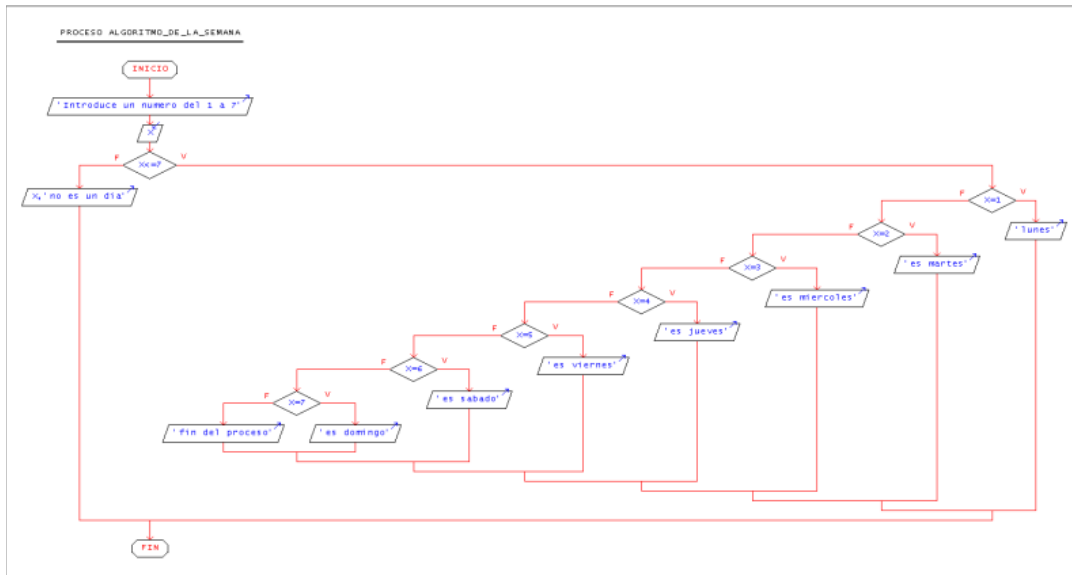 PROCESO ALGORITMO_DE_LA_SEMANA
INICIO
'Introduce un numero del 1 a 7'
X
F
V
X<=7
X,'no es un dia'
F
V
X=1
'lunes'
F
V
X=2
'es martes'
F
V
X=3
'es miercoles'
F
V
X=4
'es jueves'
F
V
X=5
'es viernes'
F
V
X=6
'es sabado'
F
V
X=7
'fin del proceso'
'es domingo'
FIN